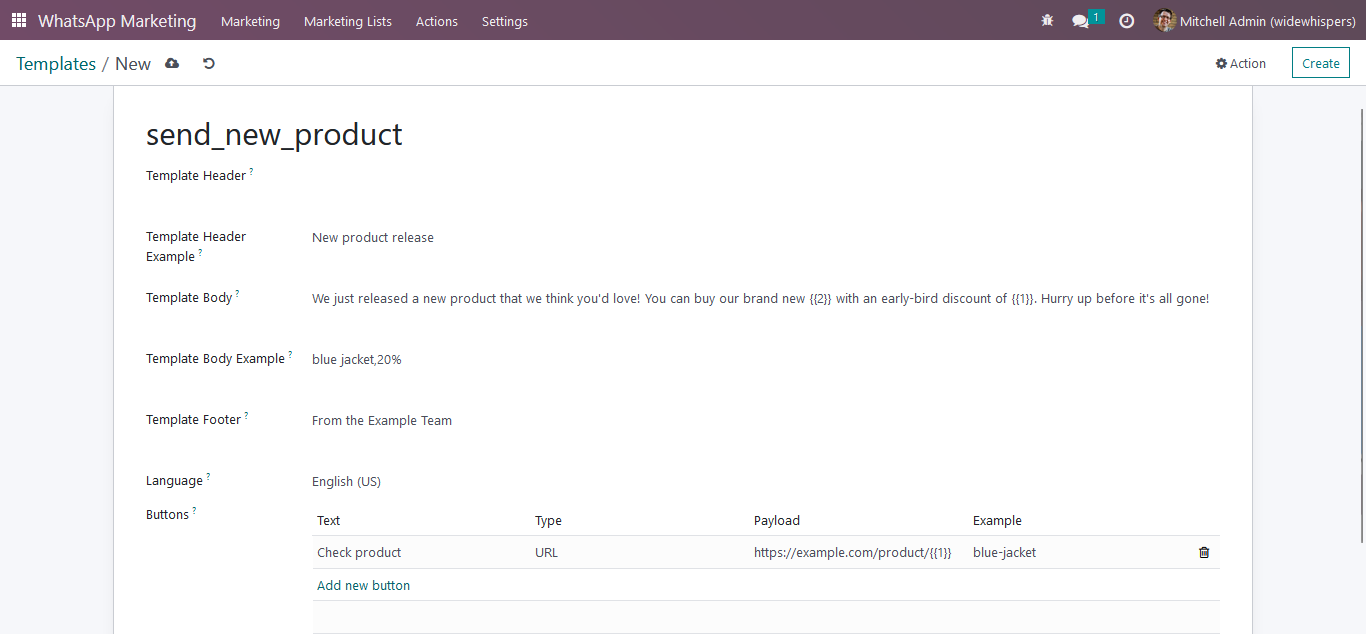 WhatsApp Marketing Marketing Marketing Lists Actions Settings 1 Mitchell Admin (widewhispers)
Templates / New Action Create
send_new_product
Template Header ?
Template Header Example ? New product release
Template Body ? We just released a new product that we think you'd love! You can buy our brand new {{2}} with an early-bird discount of {{1}}. Hurry up before it's all gone!
Template Body Example ? blue jacket,20%
Template Footer ? From the Example Team
Language ? English (US)
Buttons ?
Text Type Payload Example
Check product URL https://example.com/product/{{1}} blue-jacket
Add new button